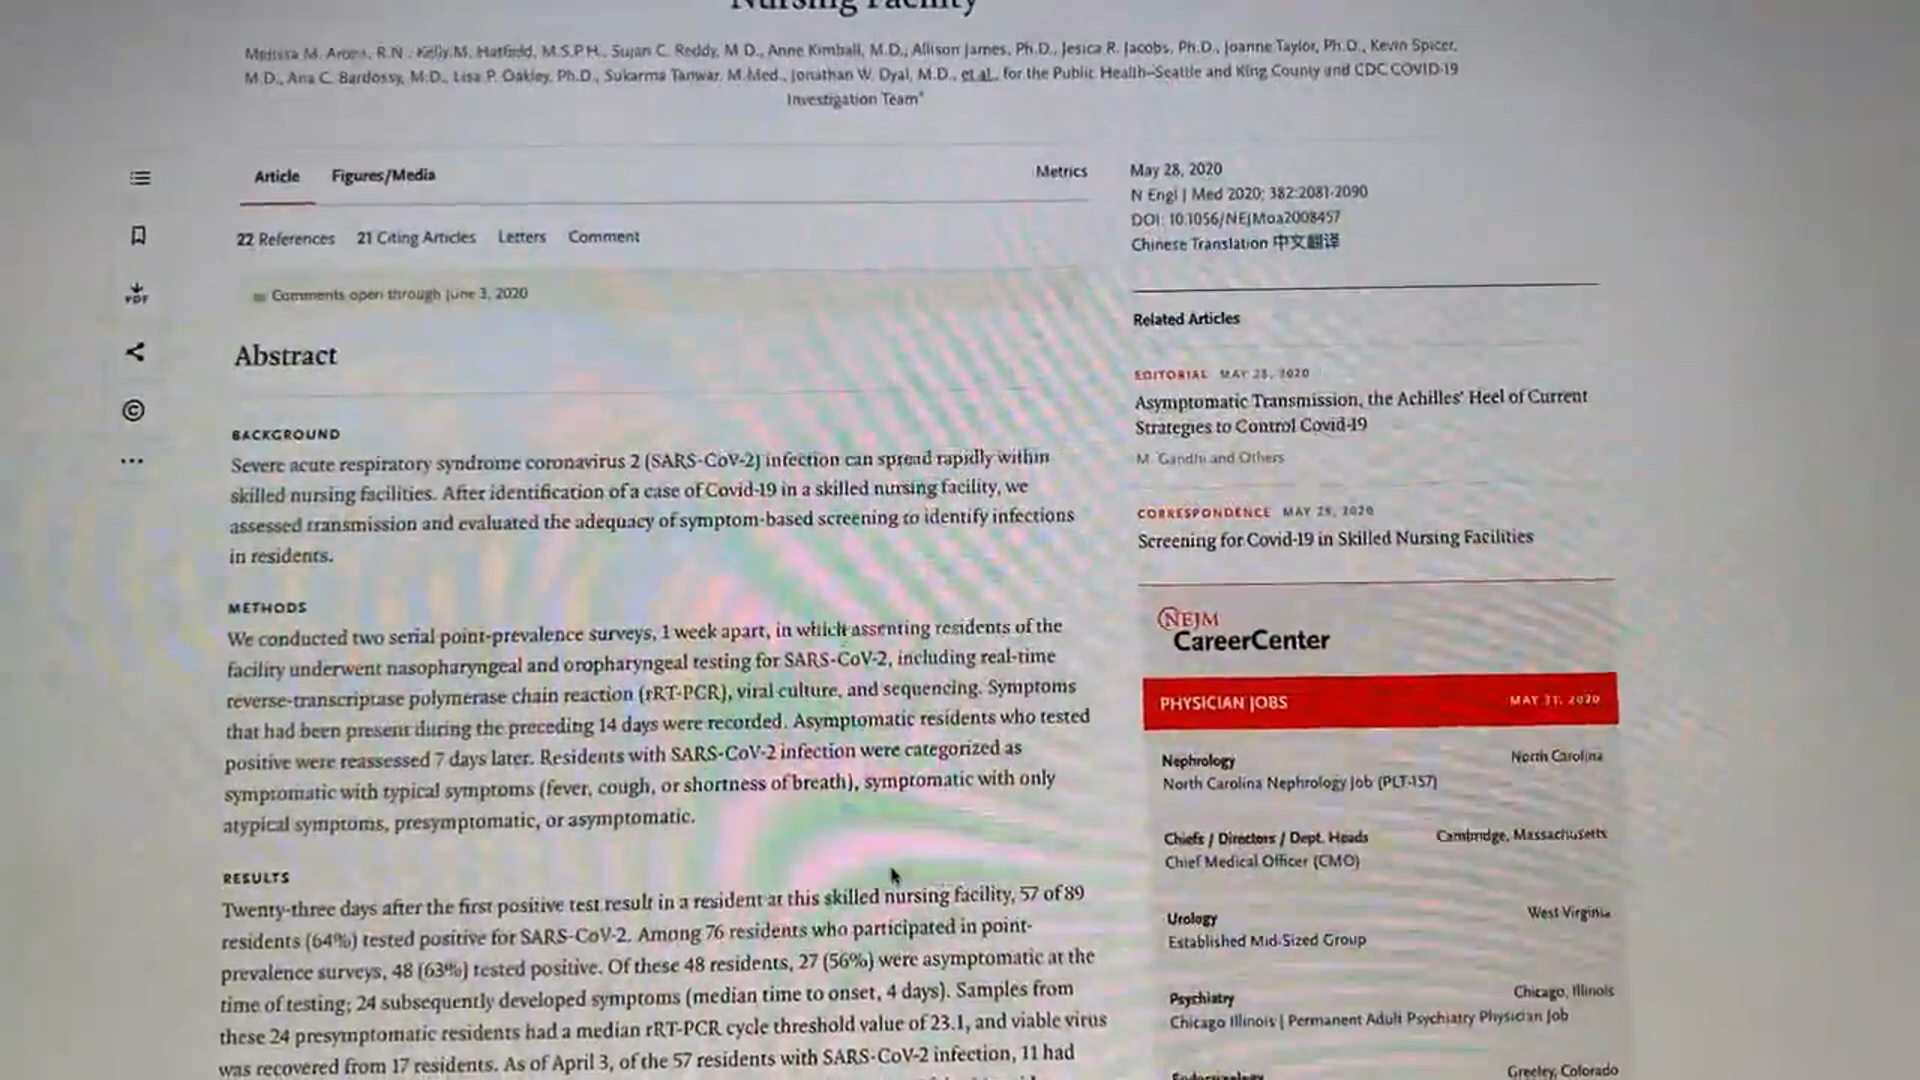 Nursing Facility
Melissa M. Arons, R.N., Kelly M. Hatfield, M.S.P.H., Sujan C. Reddy, M.D., Anne Kimball, M.D., Allison James, Ph.D., Jesica R. Jacobs, Ph.D., Joanne Taylor, Ph.D., Kevin Spicer,
M.D., Ana C. Bardossy, M.D., Lisa P. Oakley, Ph.D., Sukarma Tanwar, M.Med., Jonathan W. Dyal, M.D., et al., for the Public Health–Seattle and King County and CDC COVID-19
Investigation Team*
Article Figures/Media Metrics
22 References 21 Citing Articles Letters Comment
Comments open through June 3, 2020
PDF
Abstract
BACKGROUND
Severe acute respiratory syndrome coronavirus 2 (SARS-CoV-2) infection can spread rapidly within
skilled nursing facilities. After identification of a case of Covid-19 in a skilled nursing facility, we
assessed transmission and evaluated the adequacy of symptom-based screening to identify infections
in residents.
METHODS
We conducted two serial point-prevalence surveys, 1 week apart, in which assenting residents of the
facility underwent nasopharyngeal and oropharyngeal testing for SARS-CoV-2, including real-time
reverse-transcriptase polymerase chain reaction (rRT-PCR), viral culture, and sequencing. Symptoms
that had been present during the preceding 14 days were recorded. Asymptomatic residents who tested
positive were reassessed 7 days later. Residents with SARS-CoV-2 infection were categorized as
symptomatic with typical symptoms (fever, cough, or shortness of breath), symptomatic with only
atypical symptoms, presymptomatic, or asymptomatic.
RESULTS
Twenty-three days after the first positive test result in a resident at this skilled nursing facility, 57 of 89
residents (64%) tested positive for SARS-CoV-2. Among 76 residents who participated in point-
prevalence surveys, 48 (63%) tested positive. Of these 48 residents, 27 (56%) were asymptomatic at the
time of testing; 24 subsequently developed symptoms (median time to onset, 4 days). Samples from
these 24 presymptomatic residents had a median rRT-PCR cycle threshold value of 23.1, and viable virus
was recovered from 17 residents. As of April 3, of the 57 residents with SARS-CoV-2 infection, 11 had
May 28, 2020
N Engl J Med 2020; 382:2081-2090
DOI: 10.1056/NEJMoa2008457
Chinese Translation 中文翻译
Related Articles
EDITORIAL MAY 28, 2020
Asymptomatic Transmission, the Achilles' Heel of Current
Strategies to Control Covid-19
M. Gandhi and Others
CORRESPONDENCE MAY 29, 2020
Screening for Covid-19 in Skilled Nursing Facilities
NEJM
CareerCenter
PHYSICIAN JOBS MAY 31, 2020
Nephrology North Carolina
North Carolina Nephrology Job (PLT-157)
Chiefs / Directors / Dept. Heads Cambridge, Massachusetts
Chief Medical Officer (CMO)
Urology West Virginia
Established Mid-Sized Group
Psychiatry Chicago, Illinois
Chicago Illinois | Permanent Adult Psychiatry Physician Job
Endocrinology Greeley, Colorado